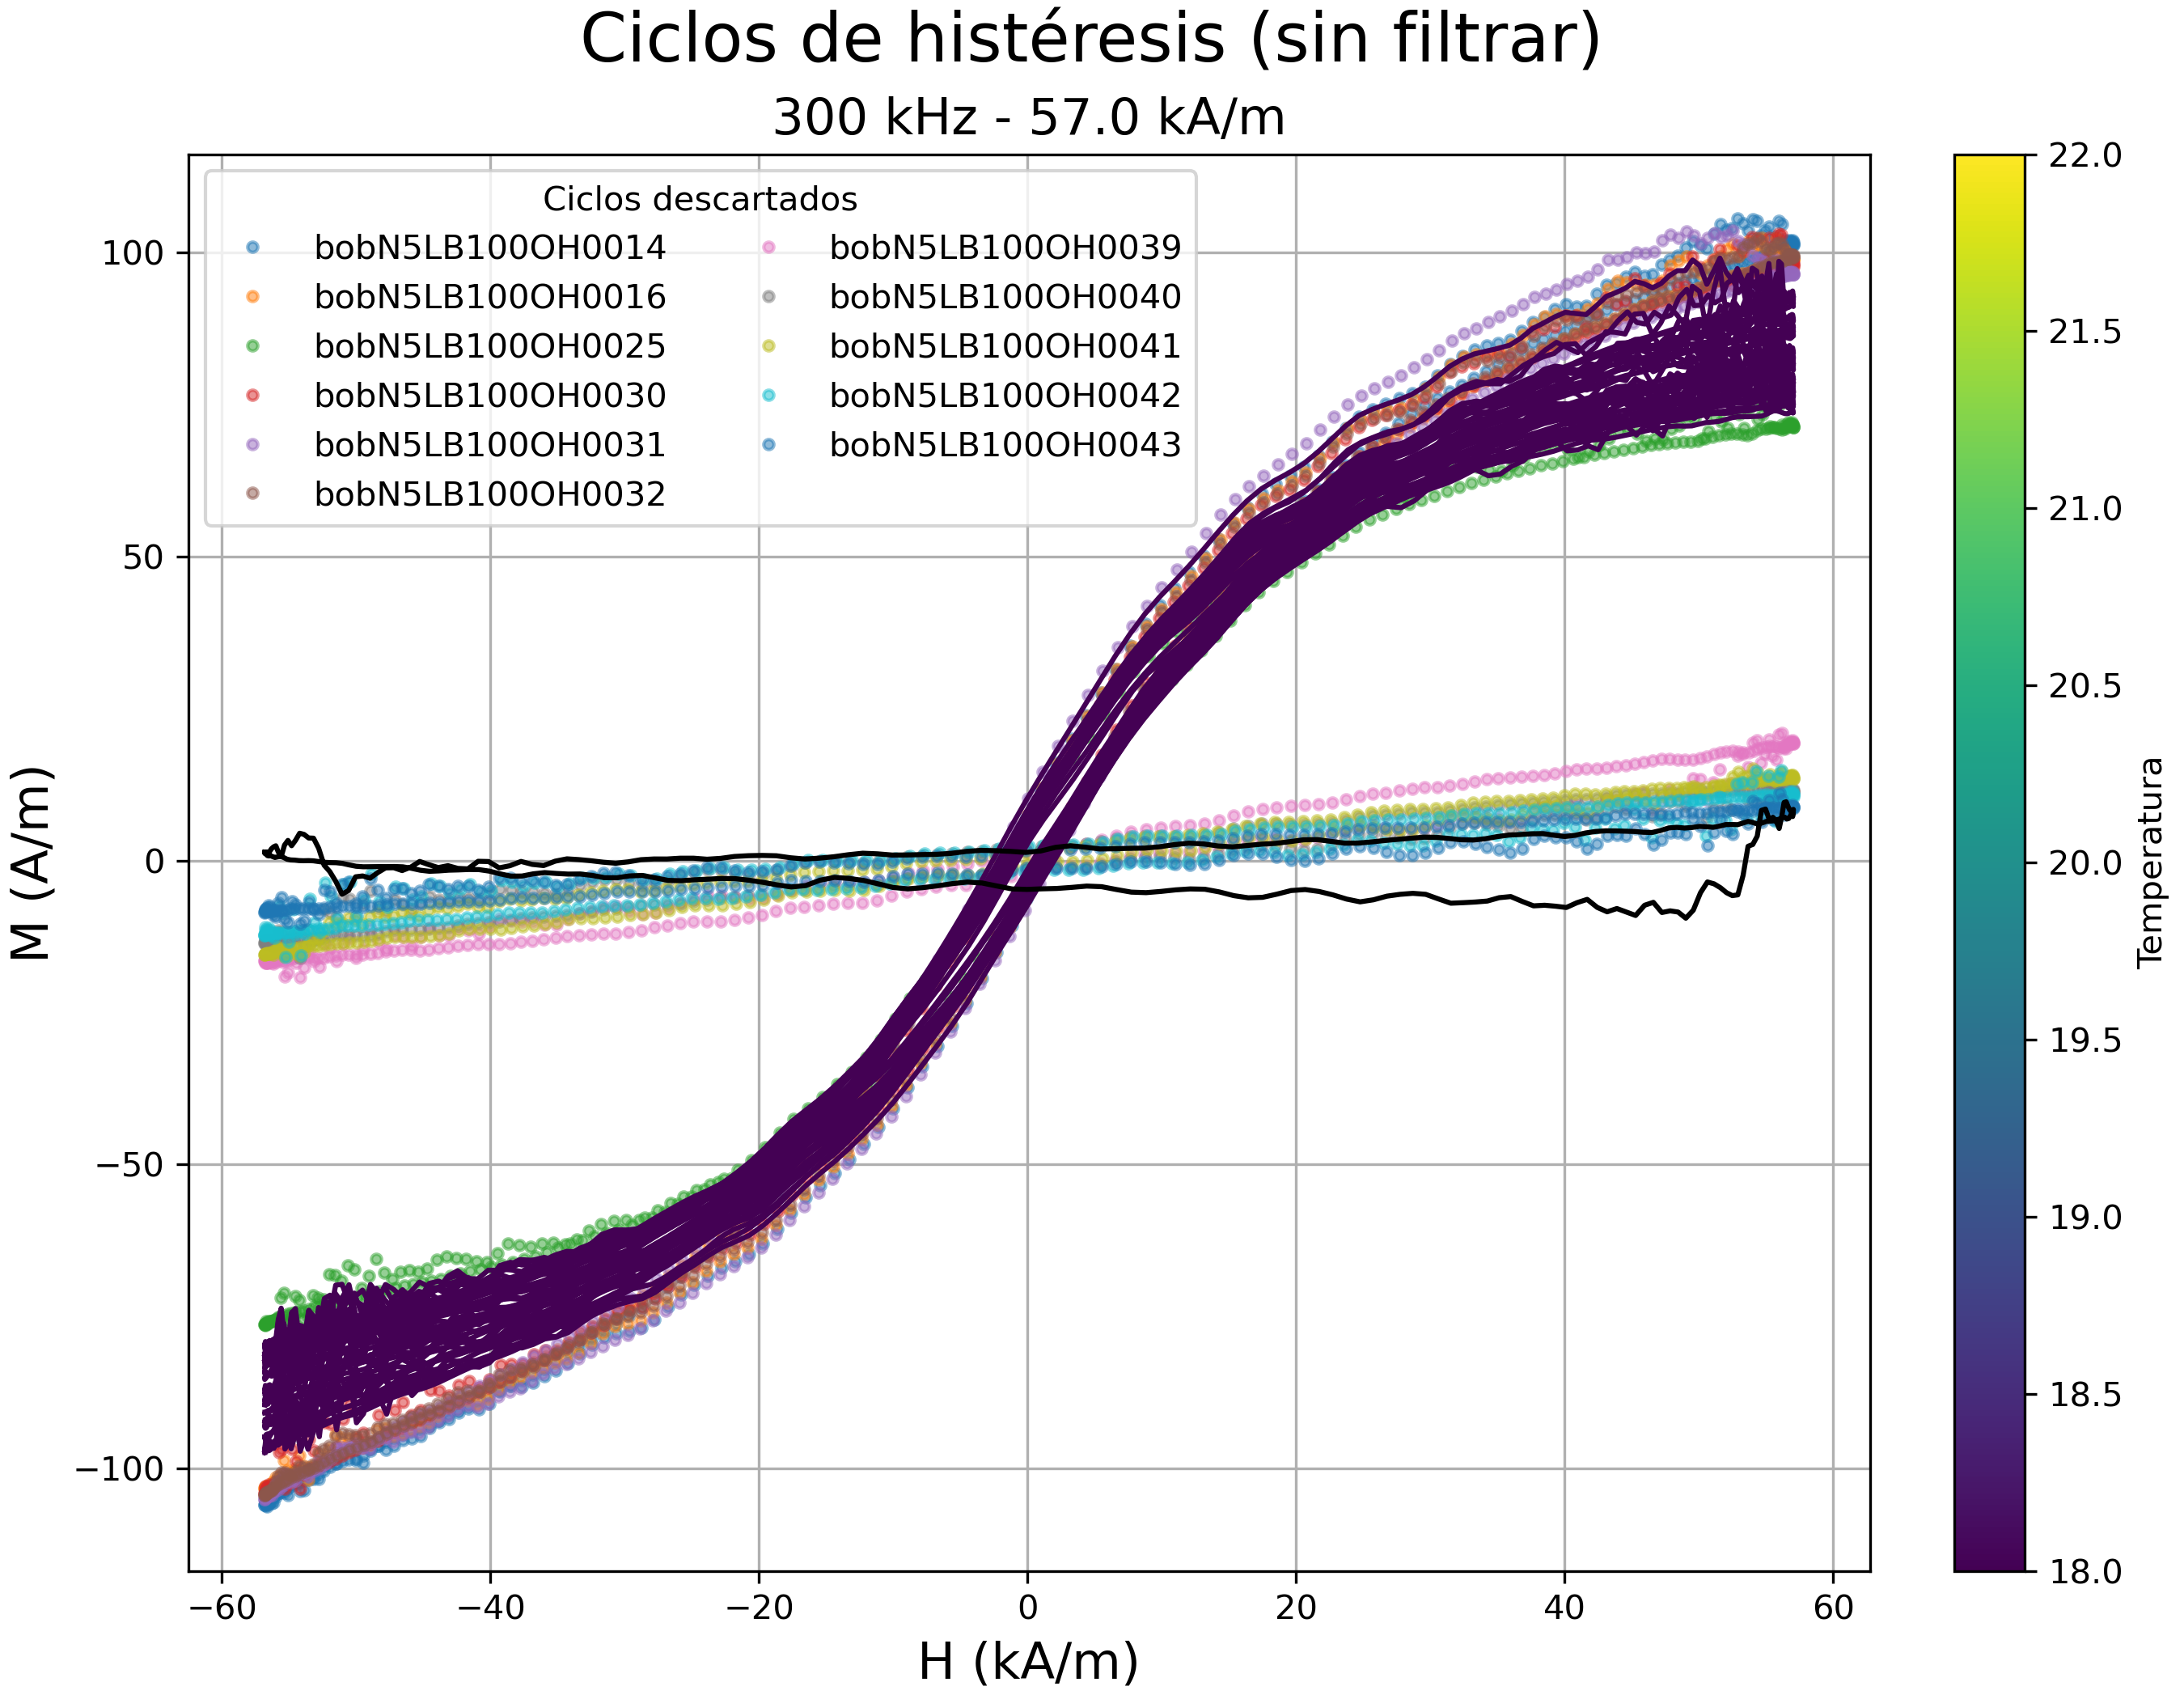 Ciclos de histéresis (sin filtrar)
300 kHz - 57.0 kA/m
Ciclos descartados
bobN5LB100OH0014
bobN5LB100OH0016
bobN5LB100OH0025
bobN5LB100OH0030
bobN5LB100OH0031
bobN5LB100OH0032
bobN5LB100OH0039
bobN5LB100OH0040
bobN5LB100OH0041
bobN5LB100OH0042
bobN5LB100OH0043
M (A/m)
100
50
0
−50
−100
−60
−40
−20
0
20
40
60
H (kA/m)
22.0
21.5
21.0
20.5
20.0
19.5
19.0
18.5
18.0
Temperatura